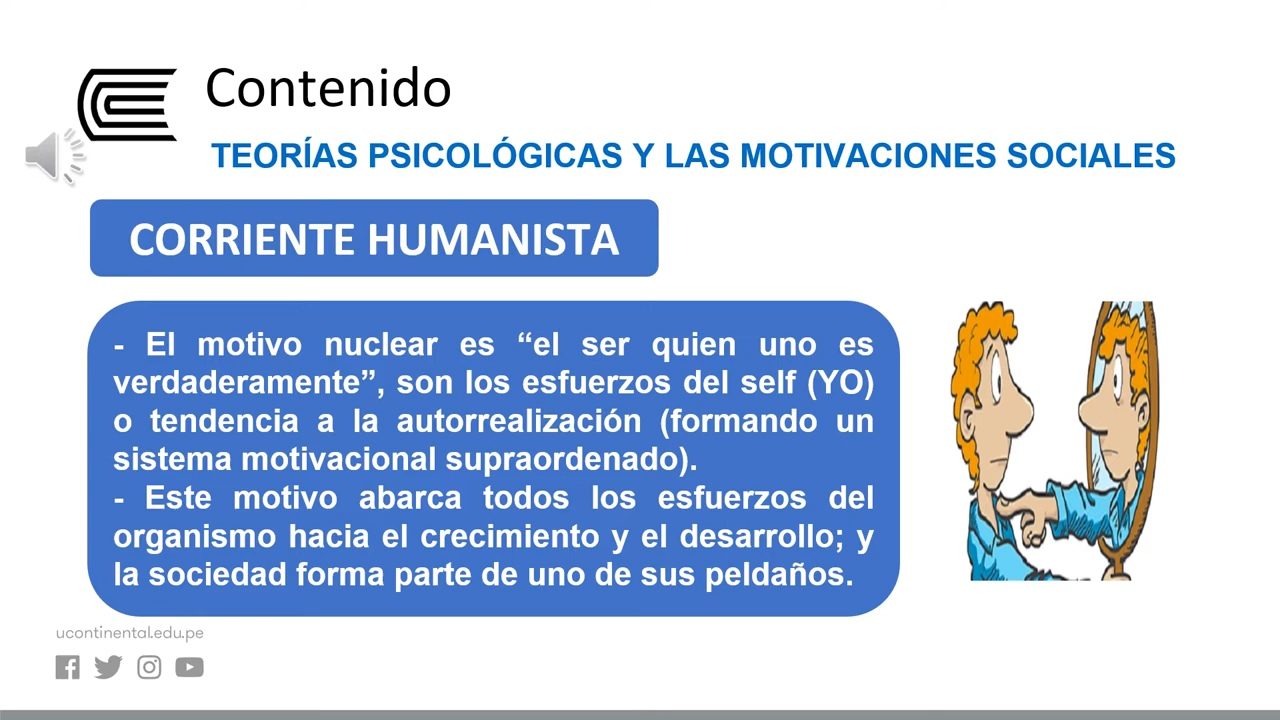 Contenido
TEORÍAS PSICOLÓGICAS Y LAS MOTIVACIONES SOCIALES
CORRIENTE HUMANISTA
- El motivo nuclear es “el ser quien uno es
verdaderamente”, son los esfuerzos del self (YO)
o tendencia a la autorrealización (formando un
sistema motivacional supraordenado).
- Este motivo abarca todos los esfuerzos del
organismo hacia el crecimiento y el desarrollo; y
la sociedad forma parte de uno de sus peldaños.
ucontinental.edu.pe